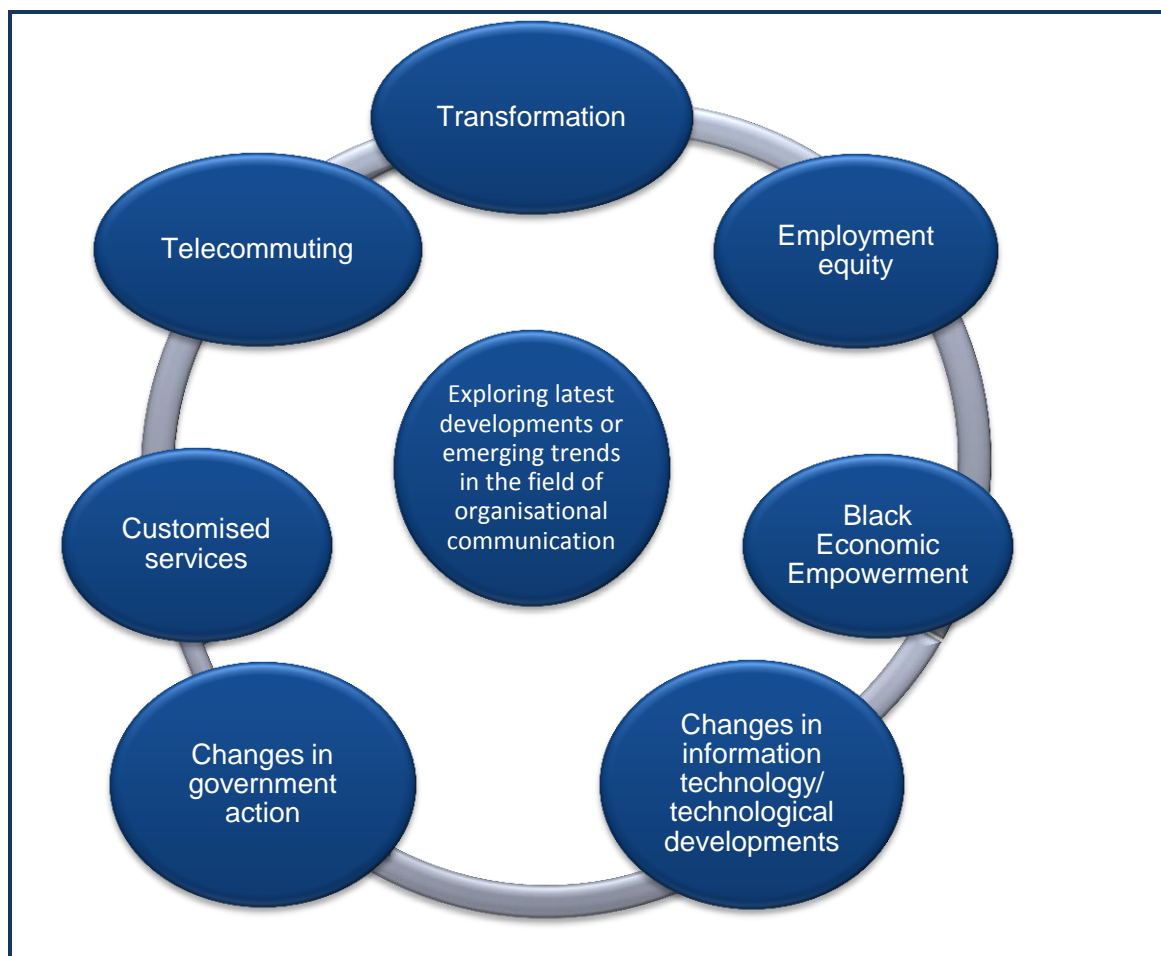 Transformation
Employment
equity
Black
Economic
Empowerment
Changes in
information
technology/
technological
developments
Changes in
government
action
Customised
services
Telecommuting
Exploring latest
developments or
emerging trends
in the field of
organisational
communication